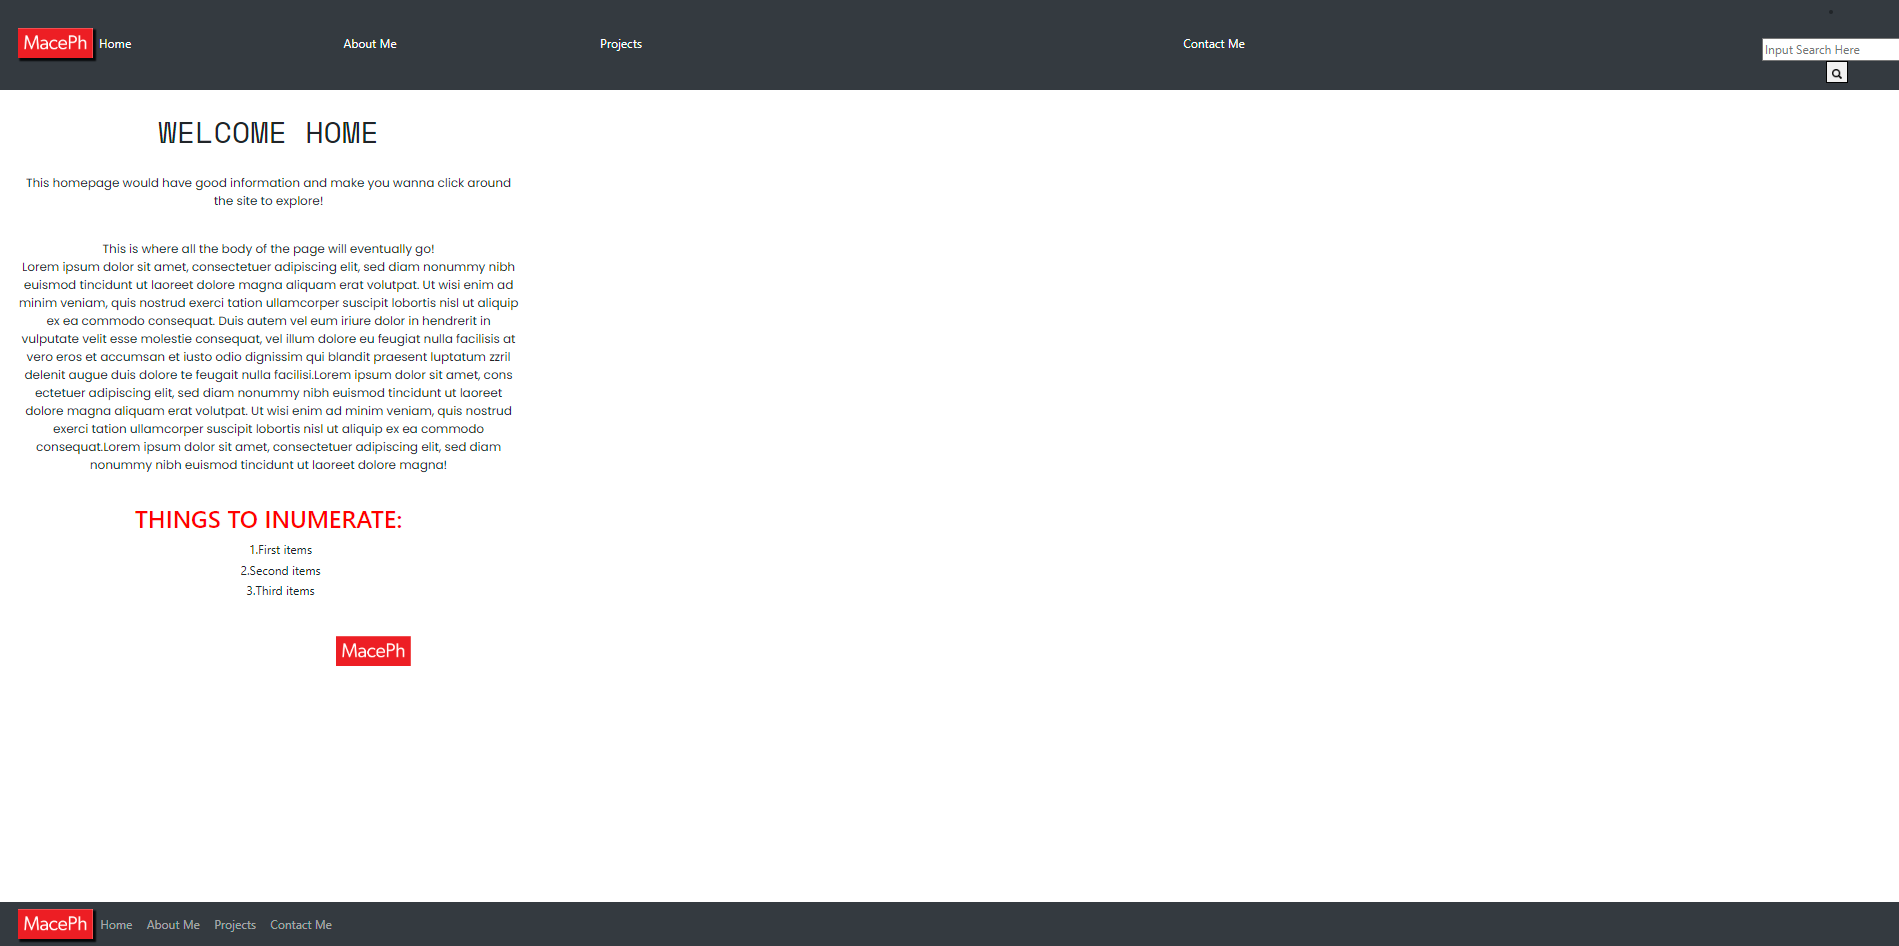 MacePh Home About Me Projects Contact Me
Input Search Here
WELCOME HOME
This homepage would have good information and make you wanna click around
the site to explore!
This is where all the body of the page will eventually go!
Lorem ipsum dolor sit amet, consectetuer adipiscing elit, sed diam nonummy nibh
euismod tincidunt ut laoreet dolore magna aliquam erat volutpat. Ut wisi enim ad
minim veniam, quis nostrud exerci tation ullamcorper suscipit lobortis nisl ut aliquip
ex ea commodo consequat. Duis autem vel eum iriure dolor in hendrerit in
vulputate velit esse molestie consequat, vel illum dolore eu feugiat nulla facilisis at
vero eros et accumsan et iusto odio dignissim qui blandit praesent luptatum zzril
delenit augue duis dolore te feugait nulla facilisi.Lorem ipsum dolor sit amet, cons
ectetuer adipiscing elit, sed diam nonummy nibh euismod tincidunt ut laoreet
dolore magna aliquam erat volutpat. Ut wisi enim ad minim veniam, quis nostrud
exerci tation ullamcorper suscipit lobortis nisl ut aliquip ex ea commodo
consequat.Lorem ipsum dolor sit amet, consectetuer adipiscing elit, sed diam
nonummy nibh euismod tincidunt ut laoreet dolore magna!
THINGS TO INUMERATE:
1.First items
2.Second items
3.Third items
MacePh
MacePh Home About Me Projects Contact Me